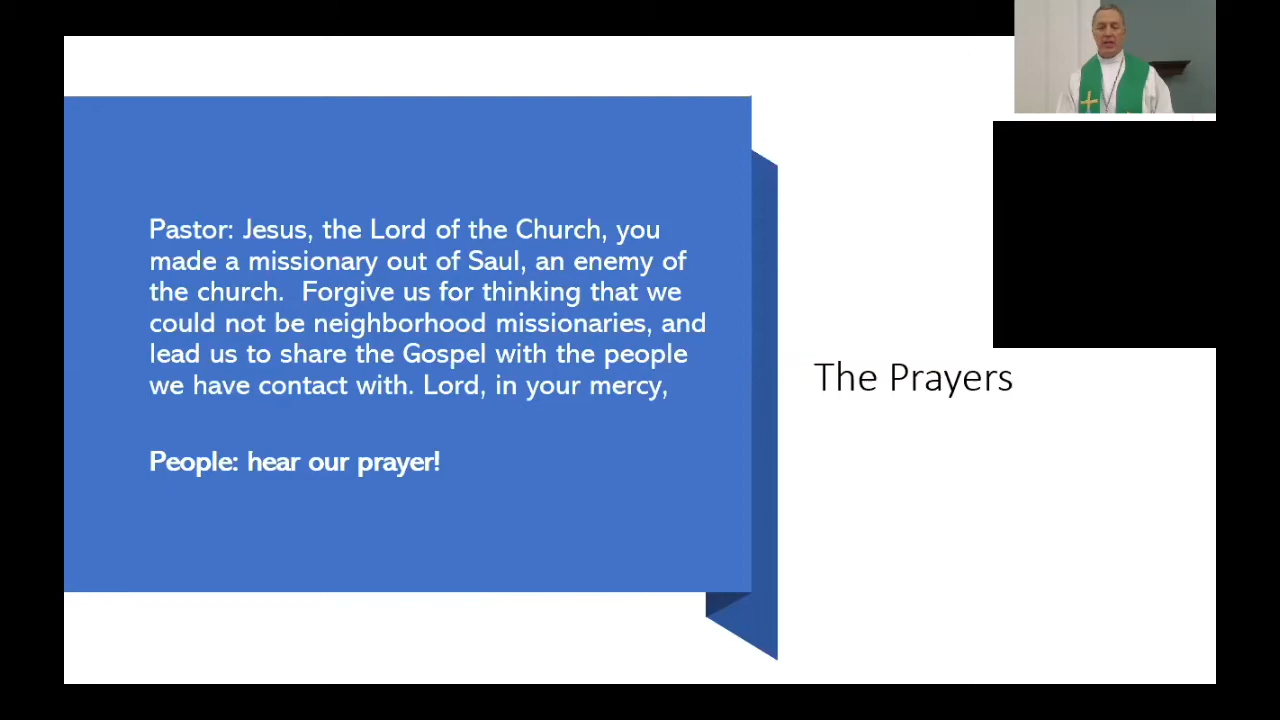 Pastor: Jesus, the Lord of the Church, you
made a missionary out of Saul, an enemy of
the church.  Forgive us for thinking that we
could not be neighborhood missionaries, and
lead us to share the Gospel with the people
we have contact with. Lord, in your mercy,
People: hear our prayer!
The Prayers